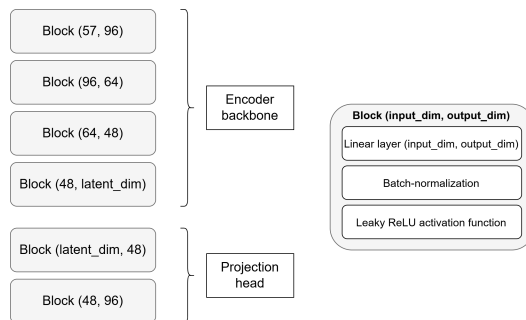 Block (57, 96)
Block (96, 64)
Block (64, 48)
Block (48, latent_dim)
Encoder
backbone
Block (latent_dim, 48)
Block (48, 96)
Projection
head
Block (input_dim, output_dim)
Linear layer (input_dim, output_dim)
Batch-normalization
Leaky ReLU activation function